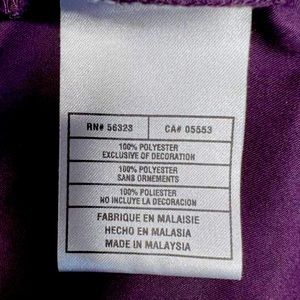 RN# 56323 CA# 05553
100% POLYESTER
EXCLUSIVE OF DECORATION
100% POLYESTER
SANS ORNEMENTS
100% POLIESTER
NO INCLUYE LA DECORACION
FABRIQUE EN MALAISIE
HECHO EN MALASIA
MADE IN MALAYSIA